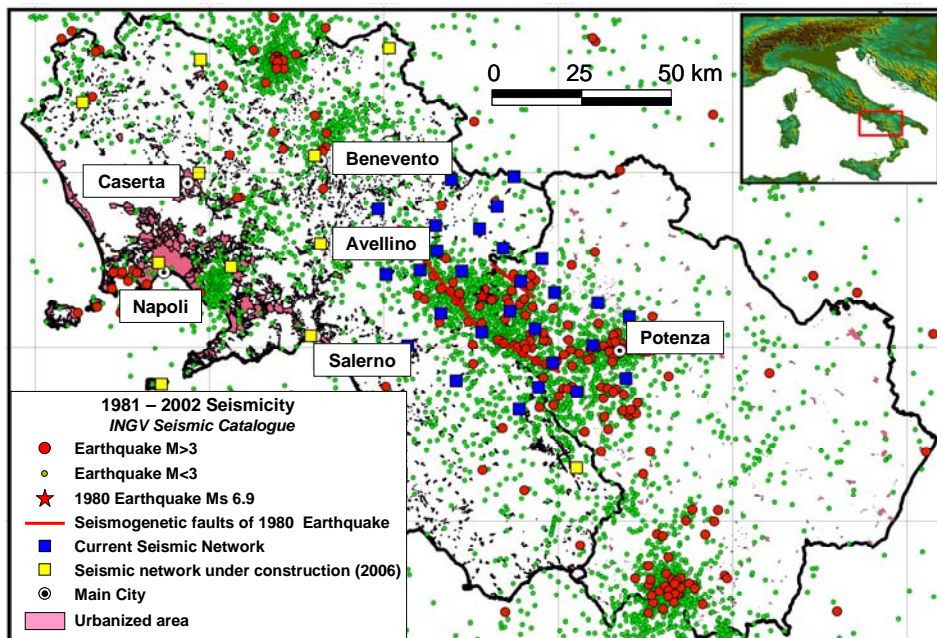 0 25 50 km
Benevento
Caserta
Avellino
Napoli
Potenza
Salerno
1981 – 2002 Seismicity
INGV Seismic Catalogue
Earthquake M>3
Earthquake M<3
1980 Earthquake Ms 6.9
Seismogenetic faults of 1980 Earthquake
Current Seismic Network
Seismic network under construction (2006)
Main City
Urbanized area